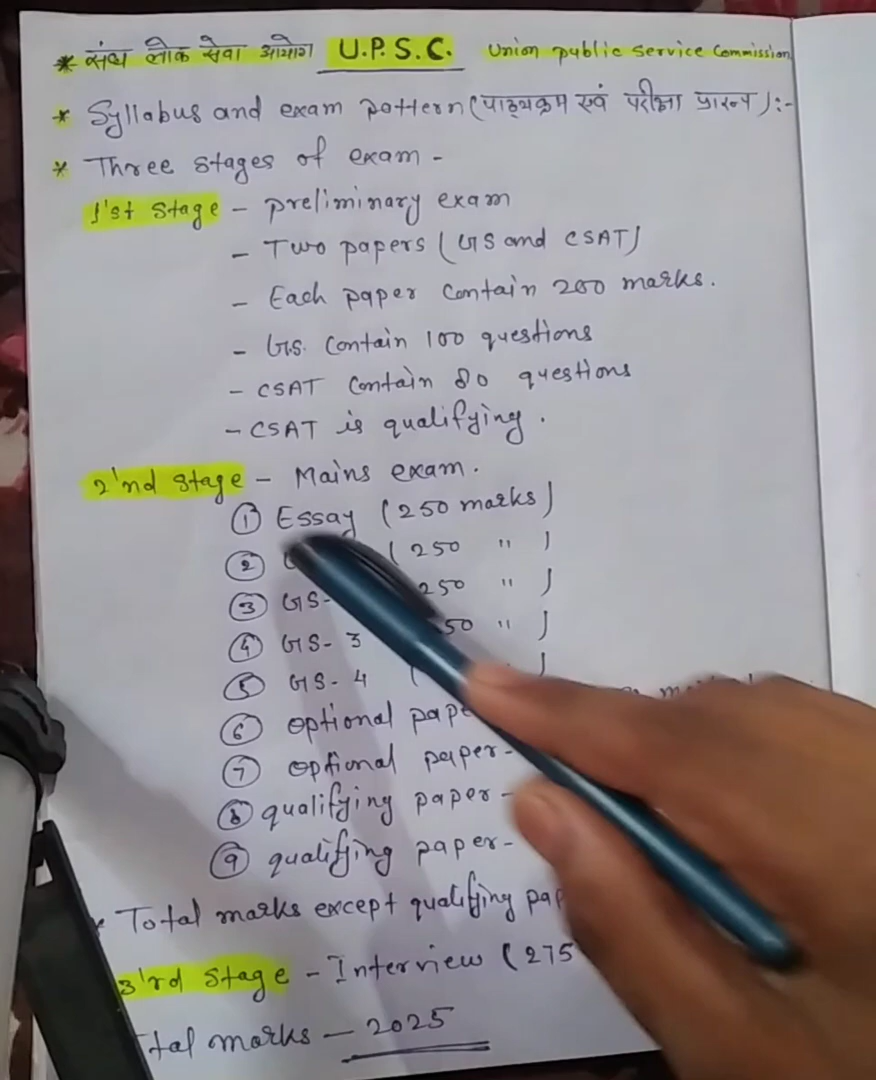 * संघ लोक सेवा आयोग U.P.S.C. Union public service commission
* Syllabus and exam pattern (पाठ्यक्रम एवं परीक्षा प्रारूप) :-
* Three stages of exam -
1'st stage - preliminary exam
- Two papers (GS and CSAT)
- Each paper contain 200 marks.
- G.S. contain 100 questions
- CSAT contain 80 questions
- CSAT is qualifying.
2'nd stage - Mains exam.
① Essay (250 marks)
② ( 250 " )
③ GS- 250 " )
④ GS- 3 50 " )
⑤ GS- 4 ( )
⑥ optional pape
⑦ optional paper-
⑧ qualifying paper-
⑨ qualifying paper-
Total marks except qualifying pap
3'rd stage - Interview (275
tal marks - 2025